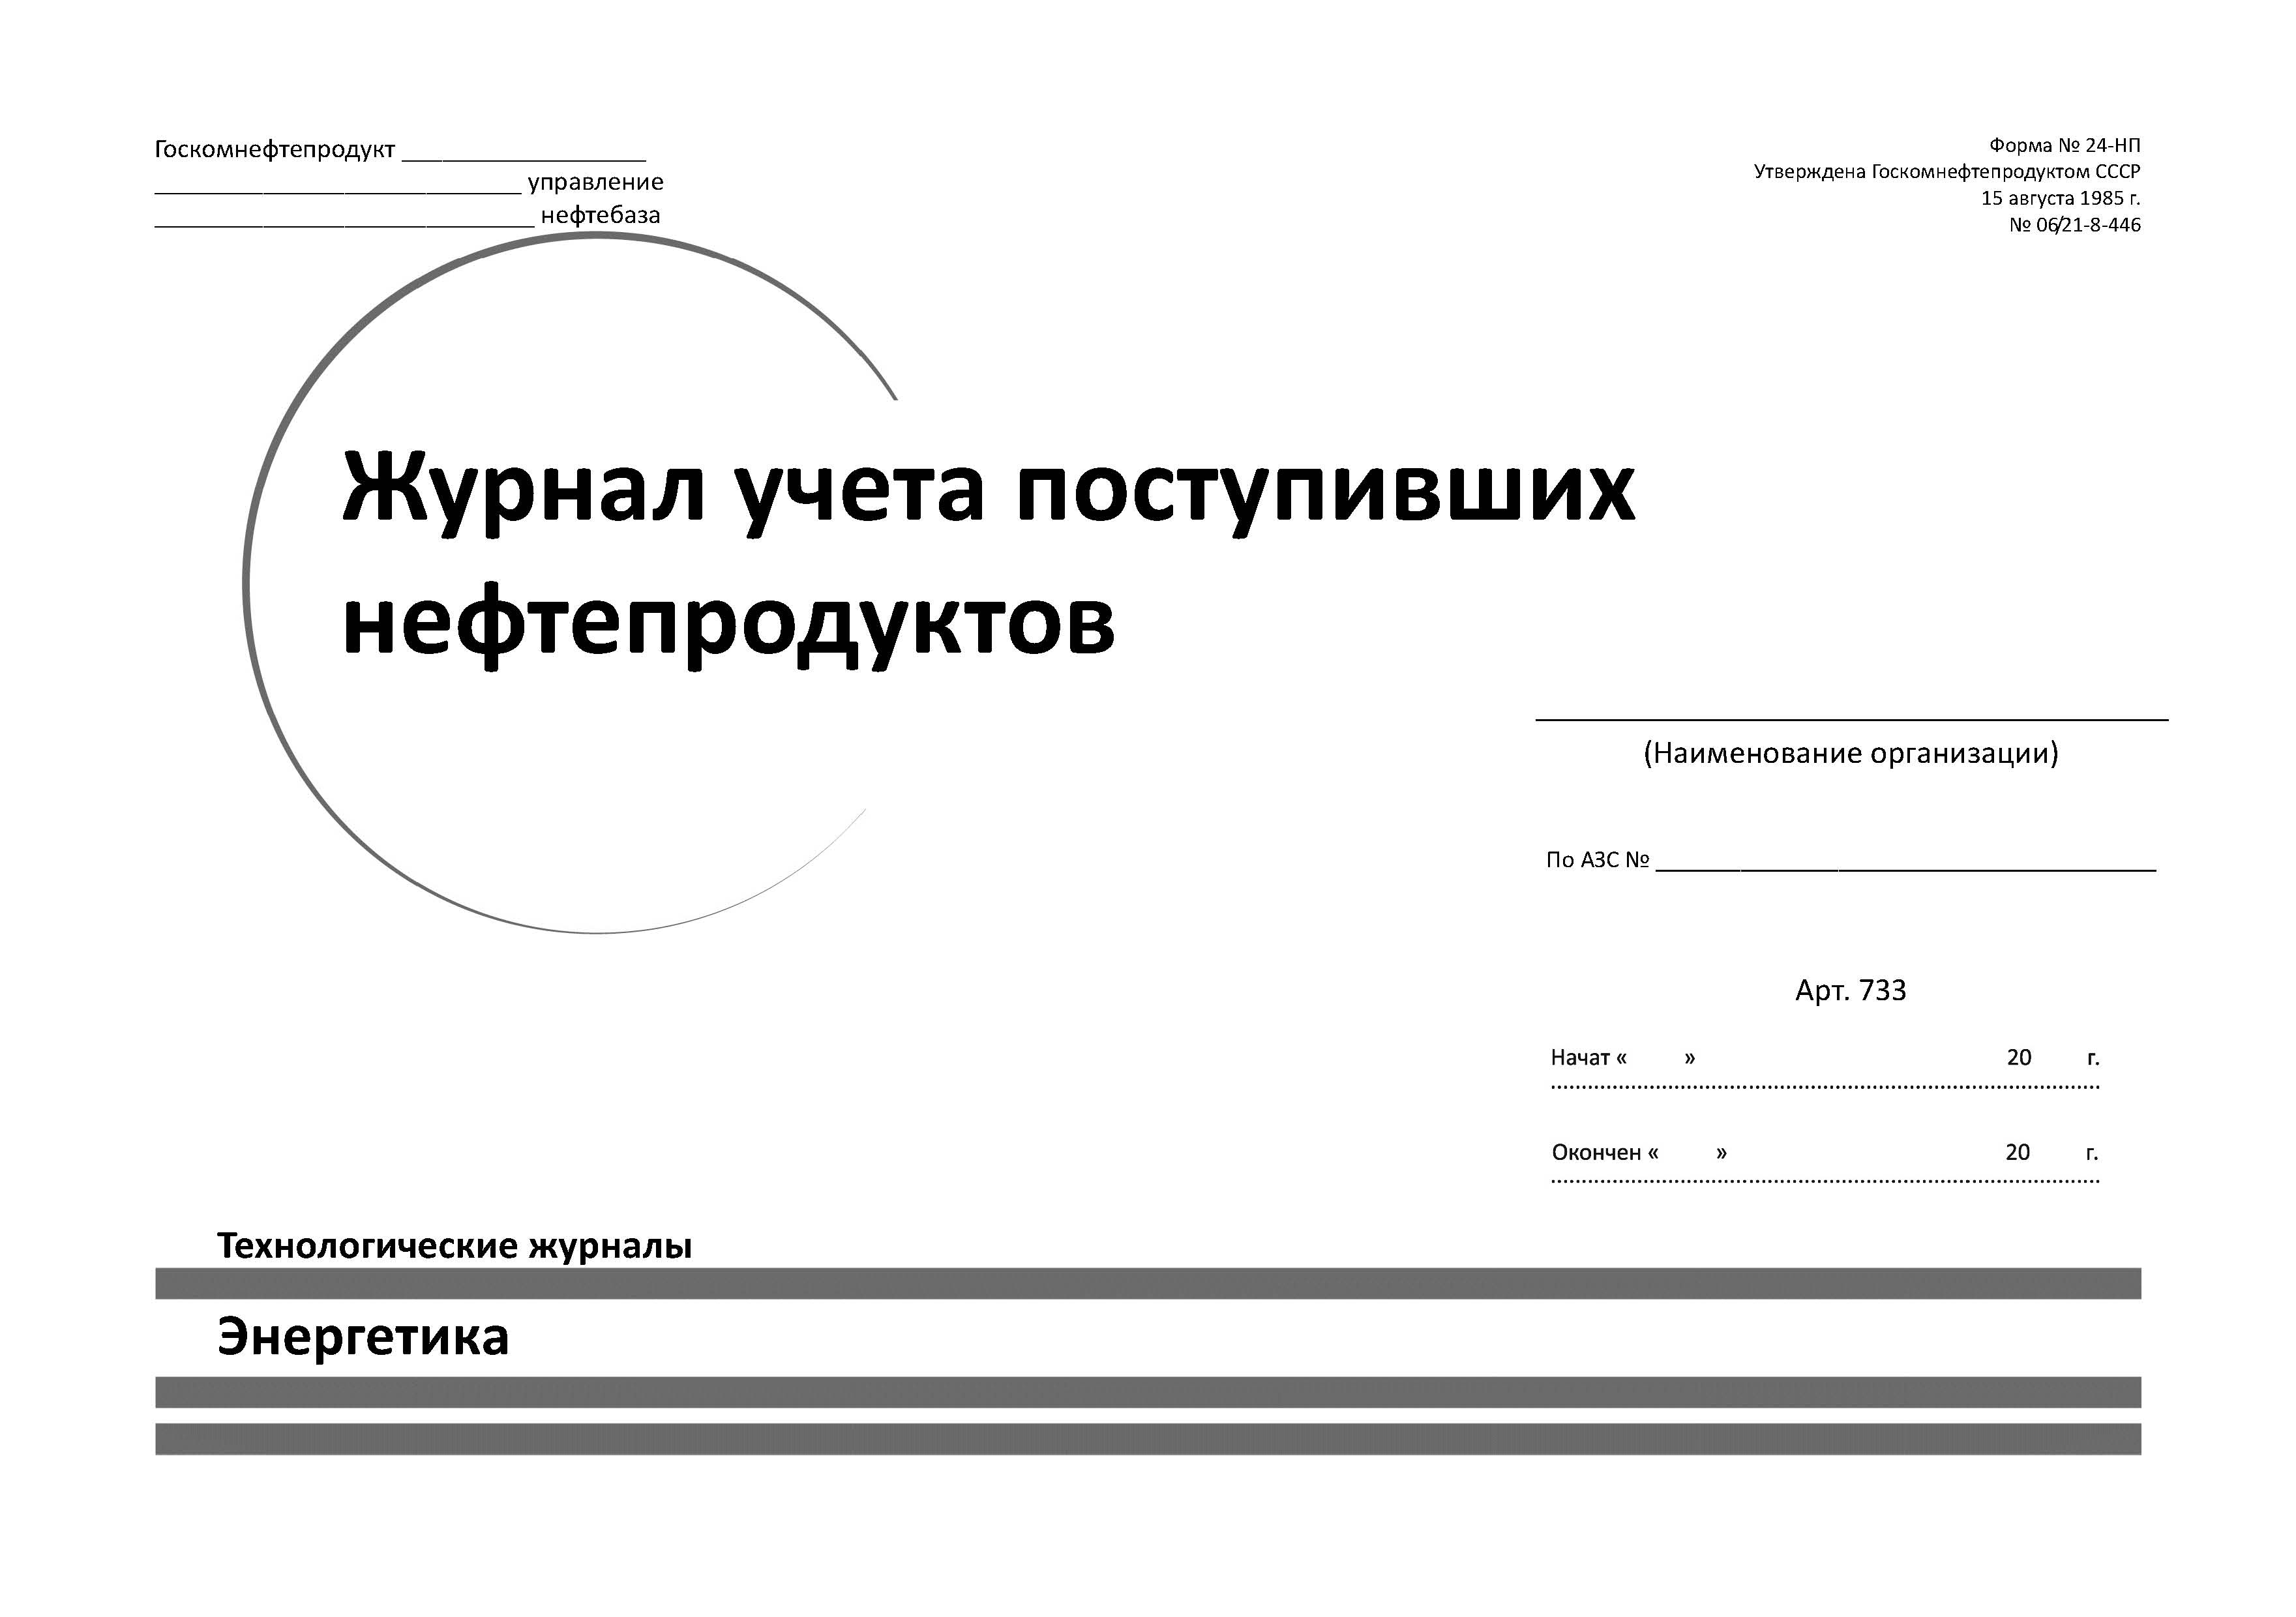 Госкомнефтепродукт __________________
___________________________ управление
____________________________ нефтебаза
Форма № 24-НП
Утверждена Госкомнефтепродуктом СССР
15 августа 1985 г.
№ 06/21-8-446
Журнал учета поступивших
нефтепродуктов
(Наименование организации)
По АЗС № ______________________________
Арт. 733
Начат « » 20 г.
Окончен « » 20 г.
Технологические журналы
Энергетика